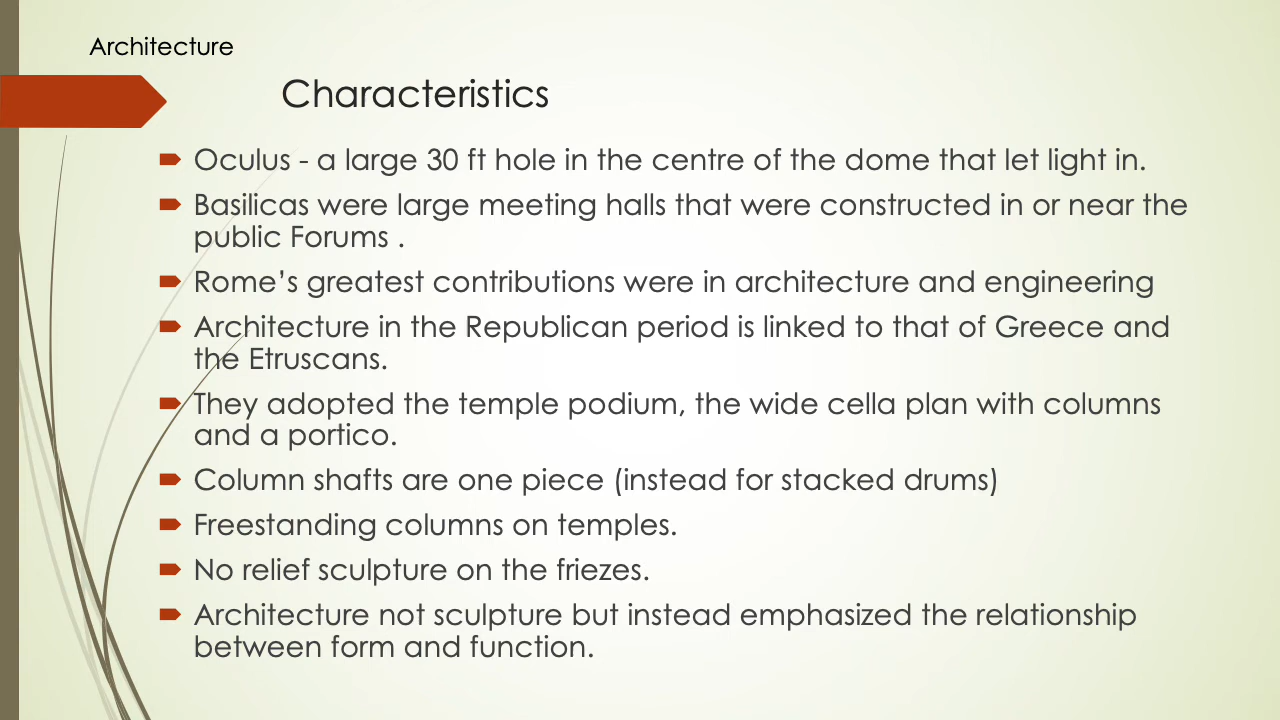 Architecture
Characteristics
Oculus - a large 30 ft hole in the centre of the dome that let light in.
Basilicas were large meeting halls that were constructed in or near the
public Forums .
Rome’s greatest contributions were in architecture and engineering
Architecture in the Republican period is linked to that of Greece and
the Etruscans.
They adopted the temple podium, the wide cella plan with columns
and a portico.
Column shafts are one piece (instead for stacked drums)
Freestanding columns on temples.
No relief sculpture on the friezes.
Architecture not sculpture but instead emphasized the relationship
between form and function.